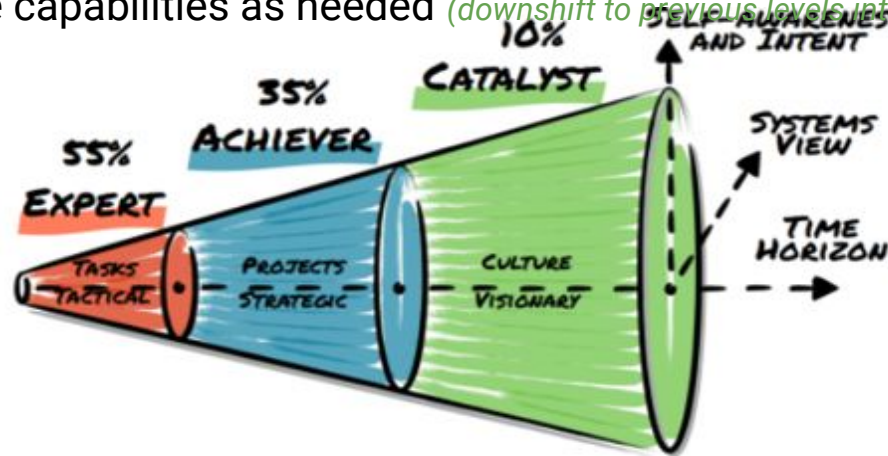 e capabilities as needed (downshift to previous levels int
SELF-AWARENES
AND INTENT
10%
CATALYST
35%
ACHIEVER
55%
EXPERT
SYSTEMS
VIEW
TIME
HORIZON
TASKS
TACTICAL
PROJECTS
STRATEGIC
CULTURE
VISIONARY